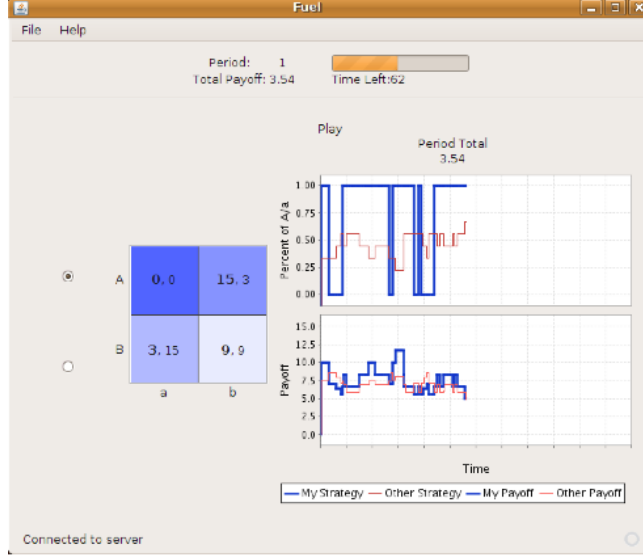 Fuel
File Help
Period: 1
Total Payoff: 3.54 Time Left:62
Play
Period Total
3.54
Percent of A/a
1.00
0.75
0.50
0.25
0.00
A 0.0 15.3
B 3.15 9.9
a b
Payoff
15.0
12.5
10.0
7.5
5.0
2.5
0.0
Time
My Strategy Other Strategy My Payoff Other Payoff
Connected to server